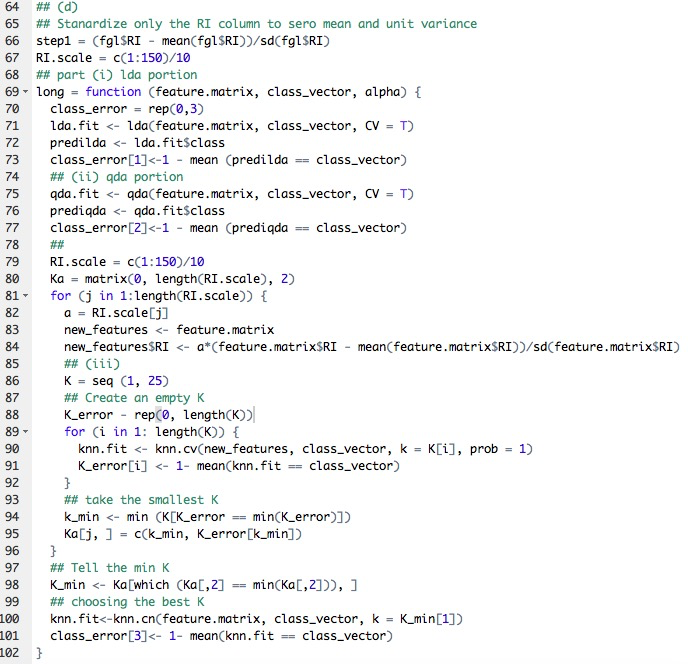 64 ## (d)
65 ## Stanardize only the RI column to sero mean and unit variance
66 step1 = (fgl$RI - mean(fgl$RI))/sd(fgl$RI)
67 RI.scale = c(1:150)/10
68 ## part (i) lda portion
69 long = function (feature.matrix, class_vector, alpha) {
70 class_error = rep(0,3)
71 lda.fit <- lda(feature.matrix, class_vector, CV = T)
72 predilda <- lda.fit$class
73 class_error[1]<-1 - mean (predilda == class_vector)
74 ## (ii) qda portion
75 qda.fit <- qda(feature.matrix, class_vector, CV = T)
76 prediqda <- qda.fit$class
77 class_error[2]<-1 - mean (prediqda == class_vector)
78 ##
79 RI.scale = c(1:150)/10
80 Ka = matrix(0, length(RI.scale), 2)
81 for (j in 1:length(RI.scale)) {
82 a = RI.scale[j]
83 new_features <- feature.matrix
84 new_features$RI <- a*(feature.matrix$RI - mean(feature.matrix$RI))/sd(feature.matrix$RI)
85 ## (iii)
86 K = seq (1, 25)
87 ## Create an empty K
88 K_error - rep(0, length(K))
89 for (i in 1: length(K)) {
90 knn.fit <- knn.cv(new_features, class_vector, k = K[i], prob = 1)
91 K_error[i] <- 1- mean(knn.fit == class_vector)
92 }
93 ## take the smallest K
94 k_min <- min (K[K_error == min(K_error)])
95 Ka[j, ] = c(k_min, K_error[k_min])
96 }
97 ## Tell the min K
98 K_min <- Ka[which (Ka[,2] == min(Ka[,2])), ]
99 ## choosing the best K
100 knn.fit<-knn.cn(feature.matrix, class_vector, k = K_min[1])
101 class_error[3]<- 1- mean(knn.fit == class_vector)
102 }